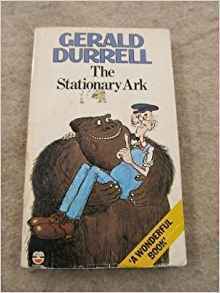 GERALD
DURRELL
The
Stationary Ark
'A WONDERFUL
BOOK'